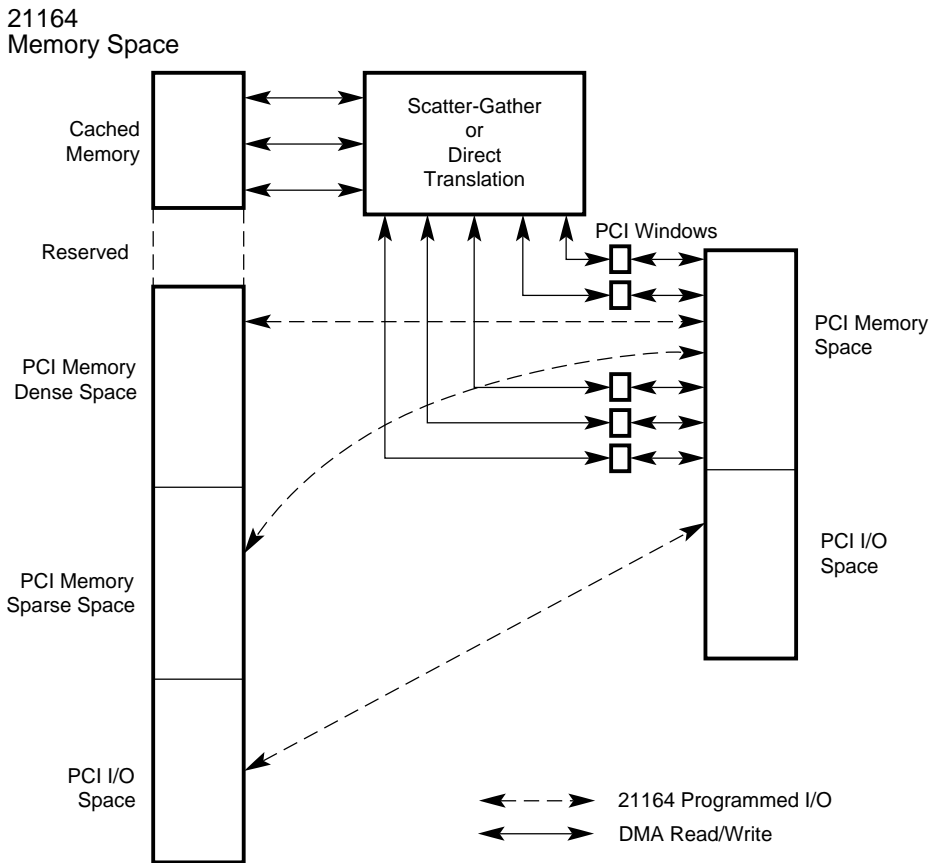 21164
Memory Space
Cached
Memory
Scatter-Gather
or
Direct
Translation
Reserved
PCI Windows
PCI Memory
Dense Space
PCI Memory
Space
PCI Memory
Sparse Space
PCI I/O
Space
PCI I/O
Space
21164 Programmed I/O
DMA Read/Write